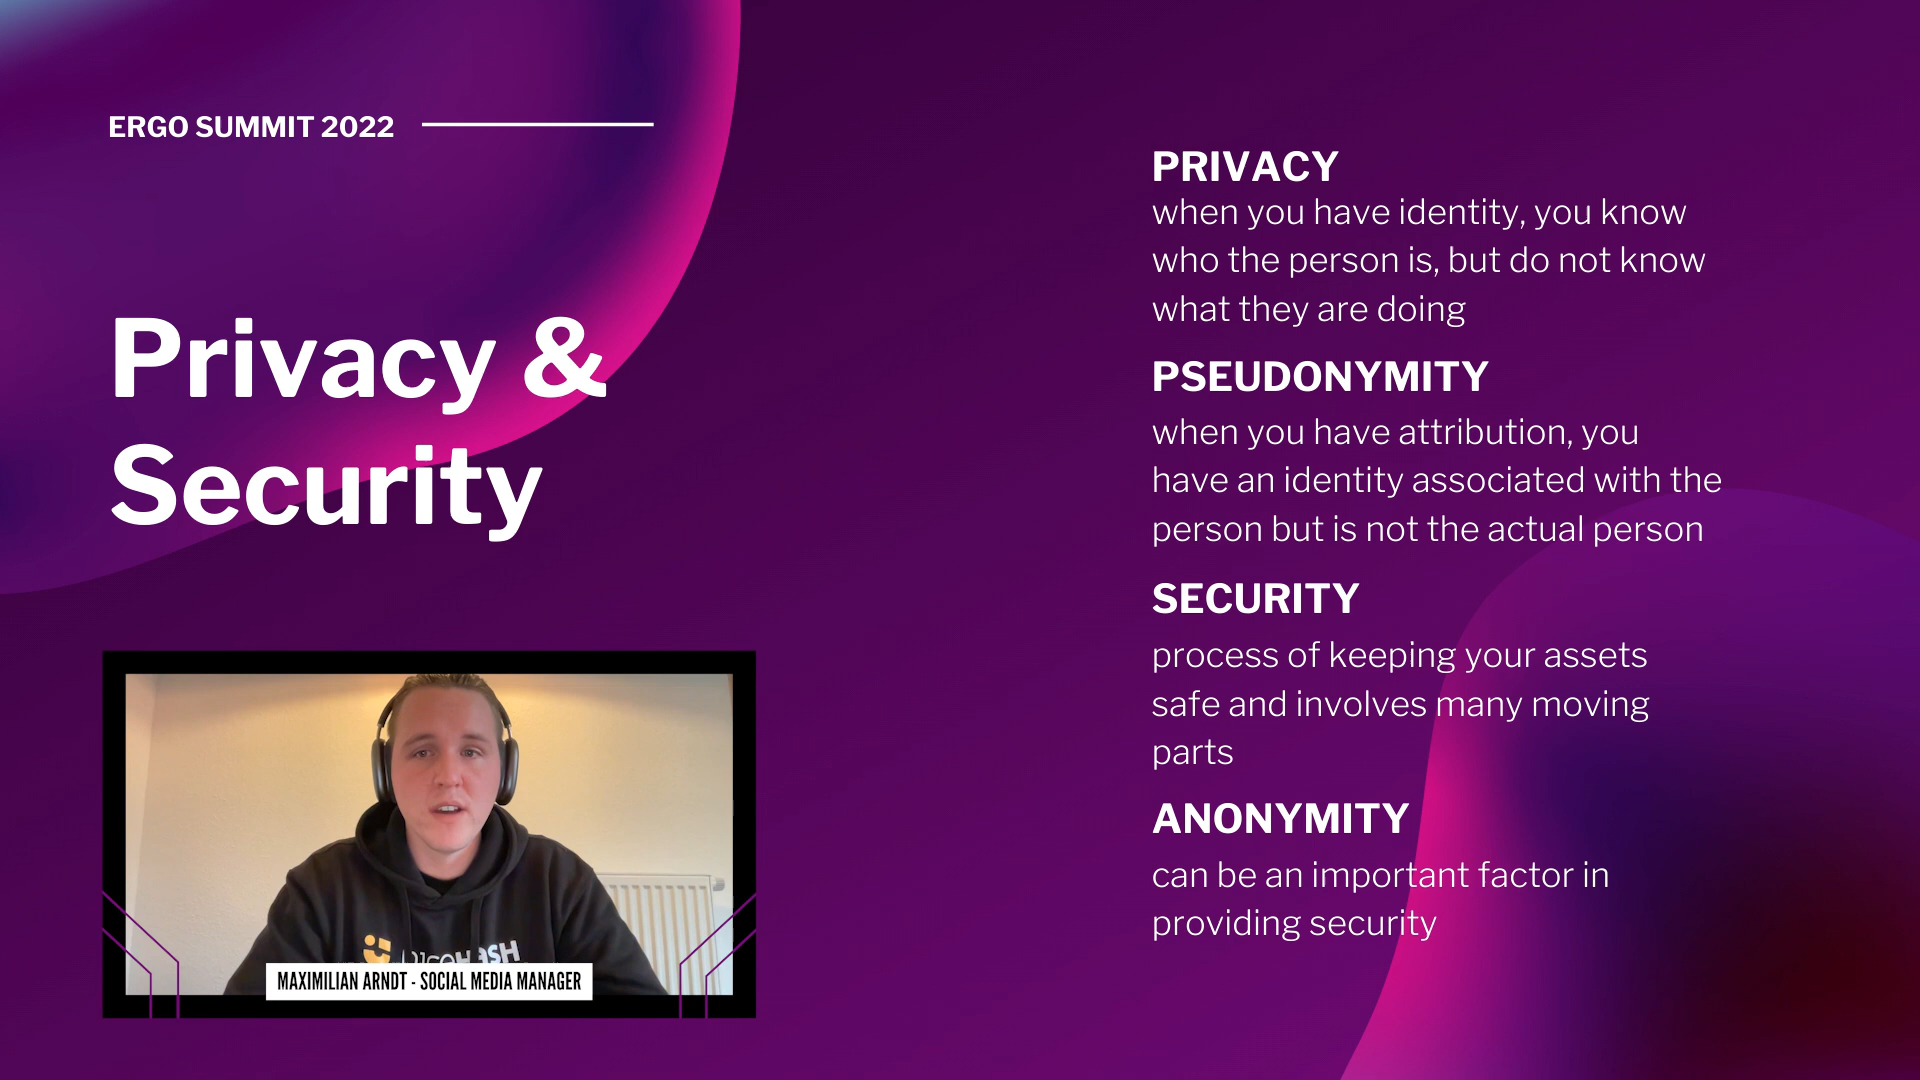 ERGO SUMMIT 2022
Privacy &
Security
PRIVACY
when you have identity, you know
who the person is, but do not know
what they are doing
PSEUDONYMITY
when you have attribution, you
have an identity associated with the
person but is not the actual person
SECURITY
process of keeping your assets
safe and involves many moving
parts
ANONYMITY
can be an important factor in
providing security
MAXIMILIAN ARNDT - SOCIAL MEDIA MANAGER